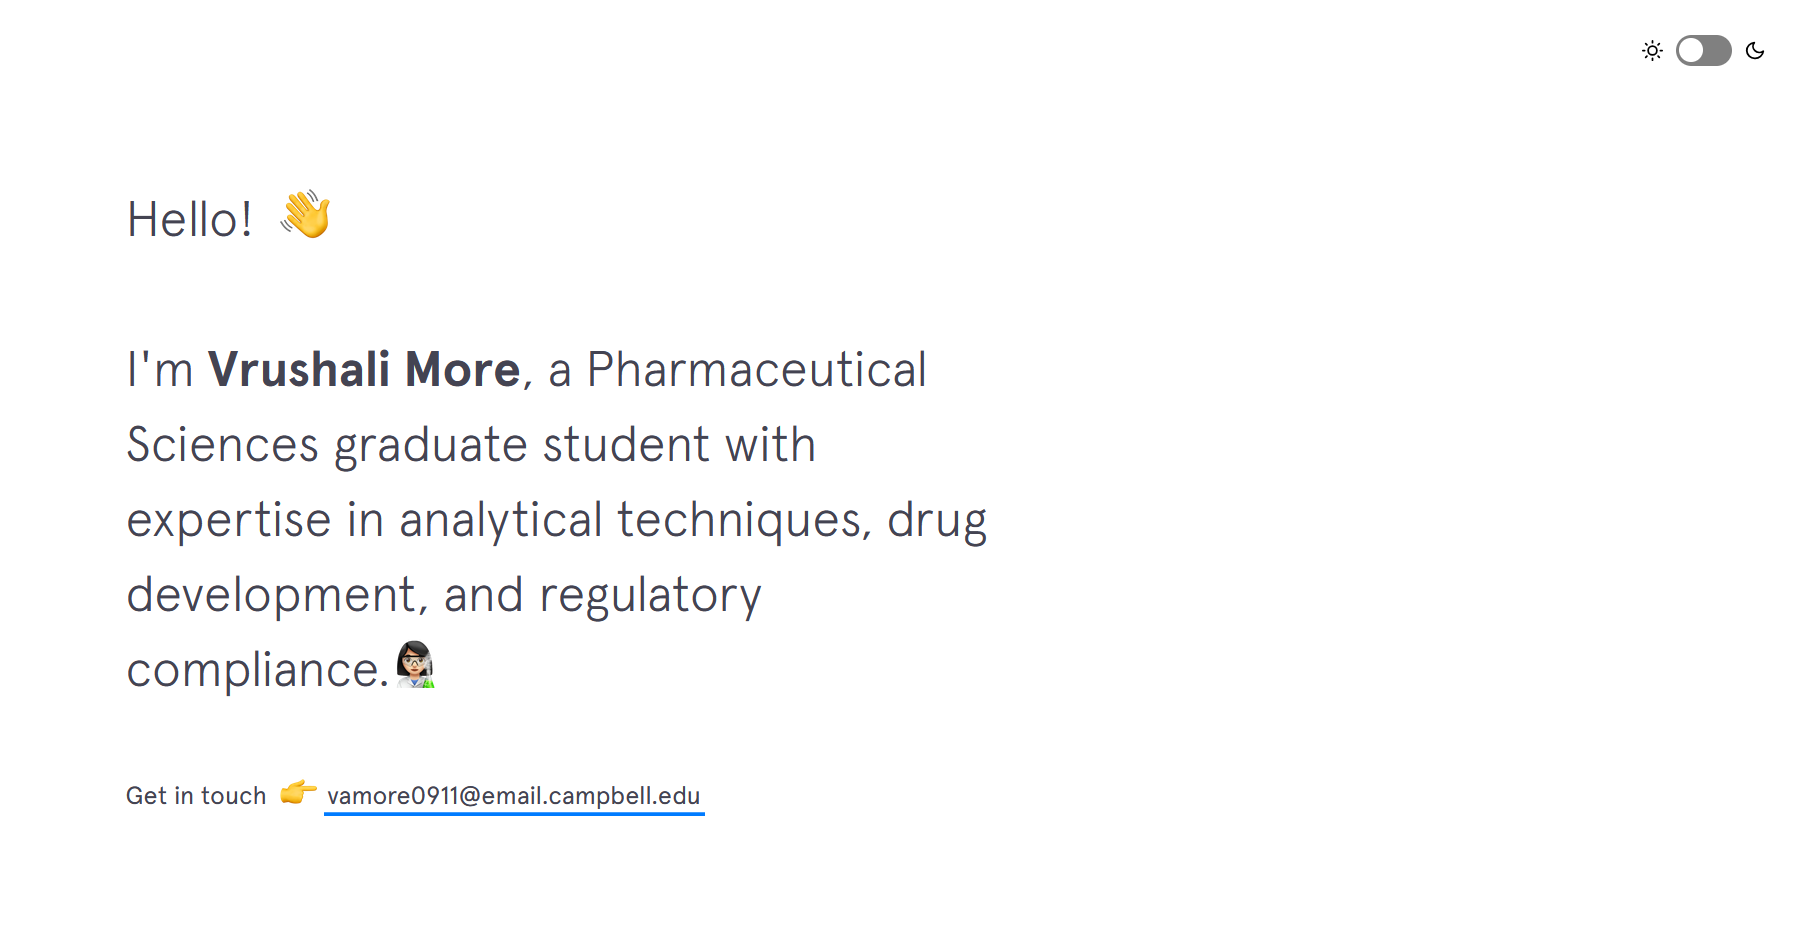 Hello! 👋
I'm Vrushali More, a Pharmaceutical
Sciences graduate student with
expertise in analytical techniques, drug
development, and regulatory
compliance.👩🏻‍🔬
Get in touch 👉 vamore0911@email.campbell.edu